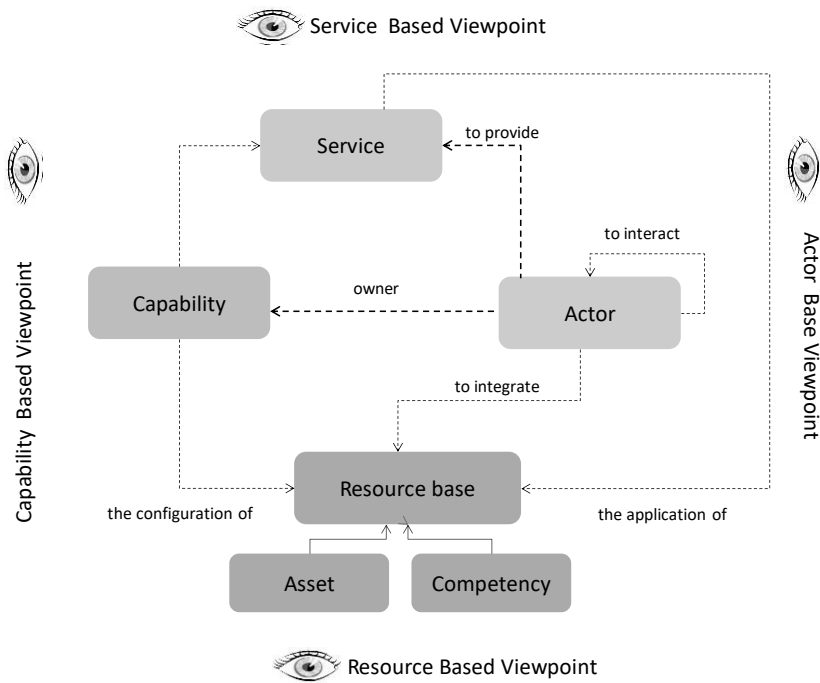 Service Based Viewpoint
to provide
Service
to interact
owner
Capability
Actor
Capability Based Viewpoint
Actor Base Viewpoint
to integrate
Resource base
the configuration of
the application of
Asset
Competency
Resource Based Viewpoint